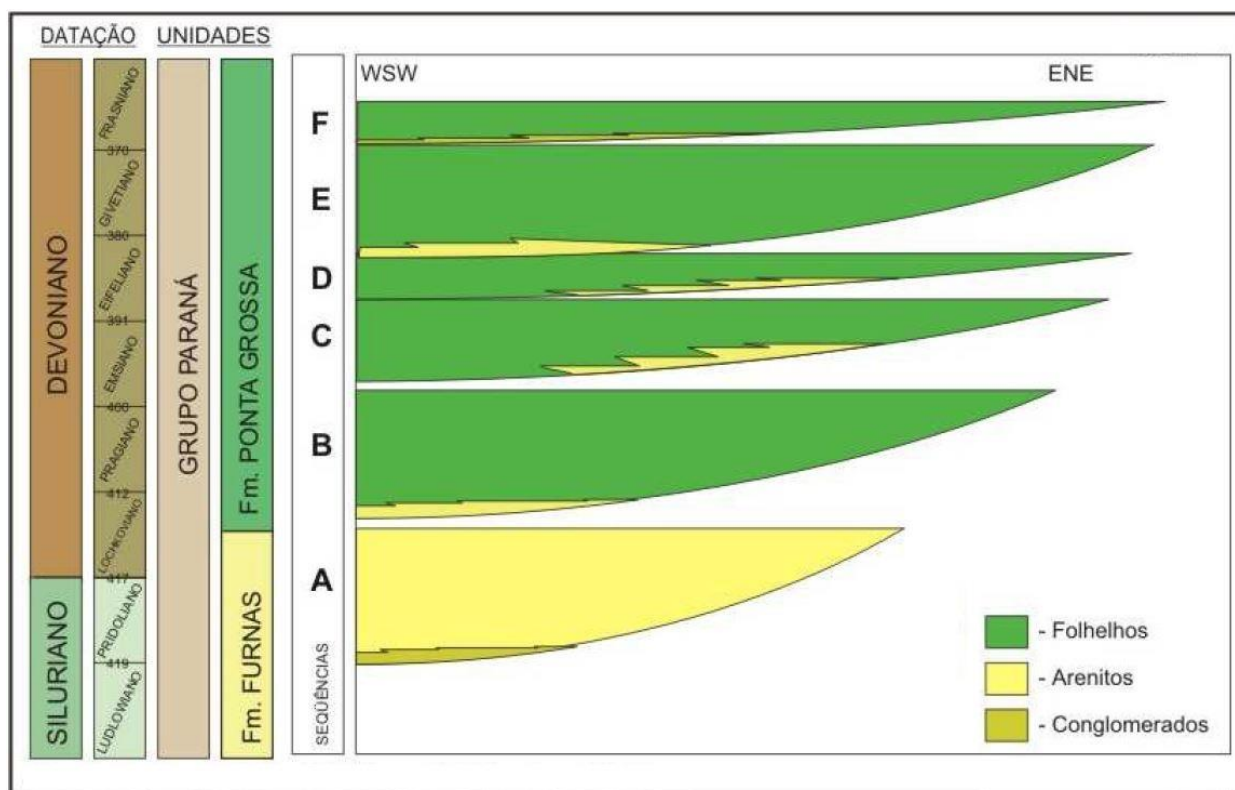 DATAÇÃO UNIDADES
DEVONIANO
SILURIANO
FRASNIANO
370
GIVETIANO
380
EIFELIANO
391
EMSIANO
400
PRAGIANO
412
LOCHKOVIANO
417
PRIDOLIANO
419
LUDLOWIANO
GRUPO PARANÁ
Fm. PONTA GROSSA
Fm. FURNAS
SEQÜÊNCIAS
WSW ENE
F
E
D
C
B
A
- Folhelhos
- Arenitos
- Conglomerados